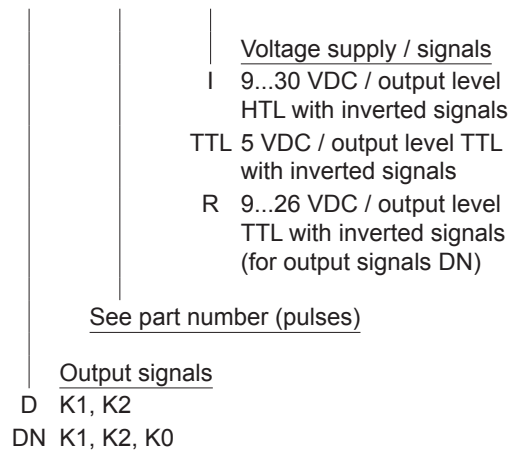 Voltage supply / signals
I 9...30 VDC / output level
HTL with inverted signals
TTL 5 VDC / output level TTL
with inverted signals
R 9...26 VDC / output level
TTL with inverted signals
(for output signals DN)
See part number (pulses)
Output signals
D K1, K2
DN K1, K2, K0